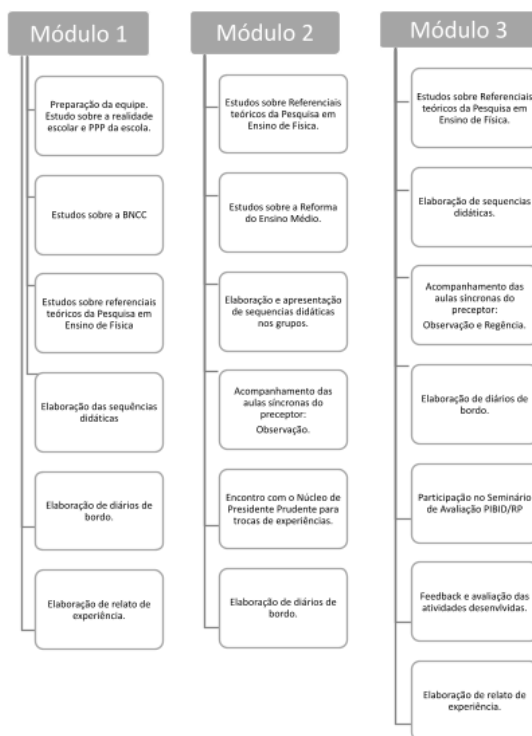 Módulo 1
Preparação da equipe.
Estudo sobre a realidade
escolar e PPP da escola.
Estudos sobre a BNCC
Estudos sobre referenciais
teóricos da Pesquisa em
Ensino de Física
Elaboração das sequências
didáticas
Elaboração de diários de
bordo.
Elaboração de relato de
experiência.
Módulo 2
Estudos sobre Referenciais
teóricos da Pesquisa em
Ensino de Física.
Estudos sobre a Reforma
do Ensino Médio.
Elaboração e apresentação
de sequencias didáticas
nos grupos.
Acompanhamento das
aulas síncronas do
preceptor:
Observação.
Encontro com o Núcleo de
Presidente Prudente para
trocas de experiências.
Elaboração de diários de
bordo.
Módulo 3
Estudos sobre Referenciais
teóricos da Pesquisa em
Ensino de Física.
Elaboração de sequencias
didáticas.
Acompanhamento das
aulas síncronas do
preceptor:
Observação e Regência.
Elaboração de diários de
bordo.
Participação no Seminário
de Avaliação PIBID/RP
Feedback e avaliação das
atividades desenvividas.
Elaboração de relato de
experiência.